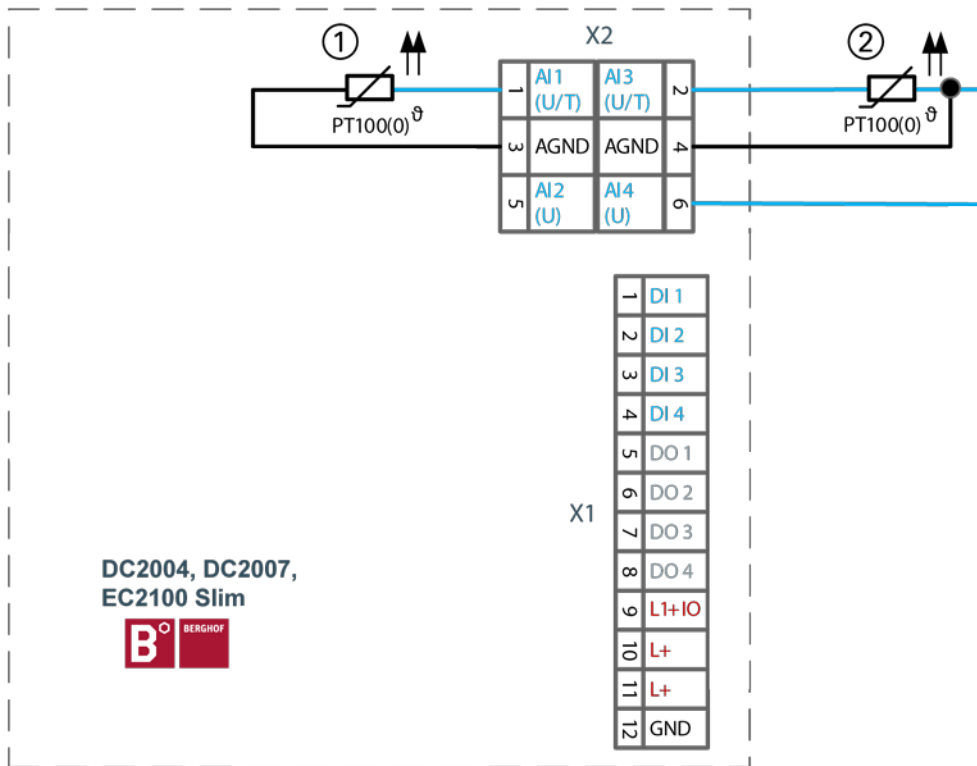 ① X2 ②
1 AI1 (U/T) AI3 (U/T) 2
PT100(0) ϑ PT100(0) ϑ
3 AGND AGND 4
5 AI2 (U) AI4 (U) 6
1 DI 1
2 DI 2
3 DI 3
4 DI 4
5 DO 1
6 DO 2
X1
7 DO 3
8 DO 4
9 L1+IO
10 L+
11 L+
12 GND
DC2004, DC2007,
EC2100 Slim
B BERGHOF